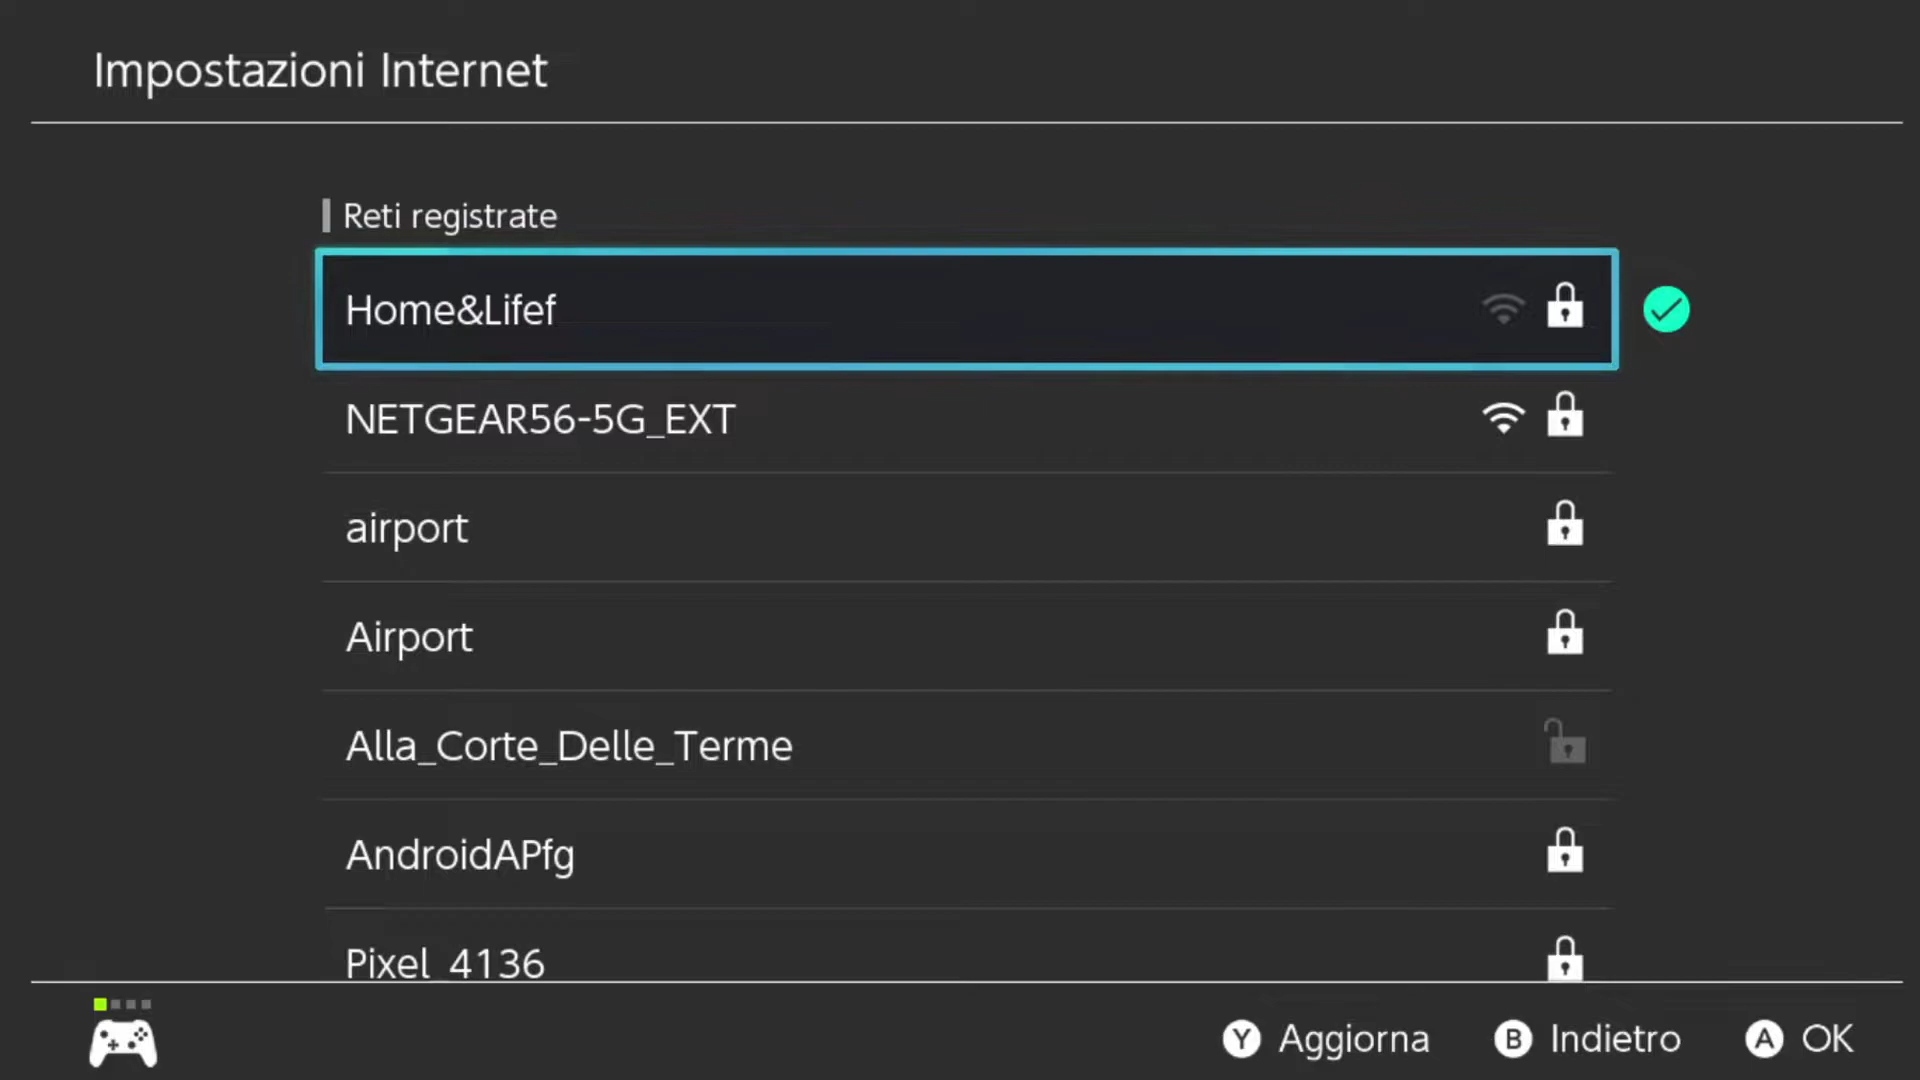 Impostazioni Internet
Reti registrate
Home&Lifef
NETGEAR56-5G_EXT
airport
Airport
Alla_Corte_Delle_Terme
AndroidAPfg
Pixel_4136
Y Aggiorna B Indietro A OK